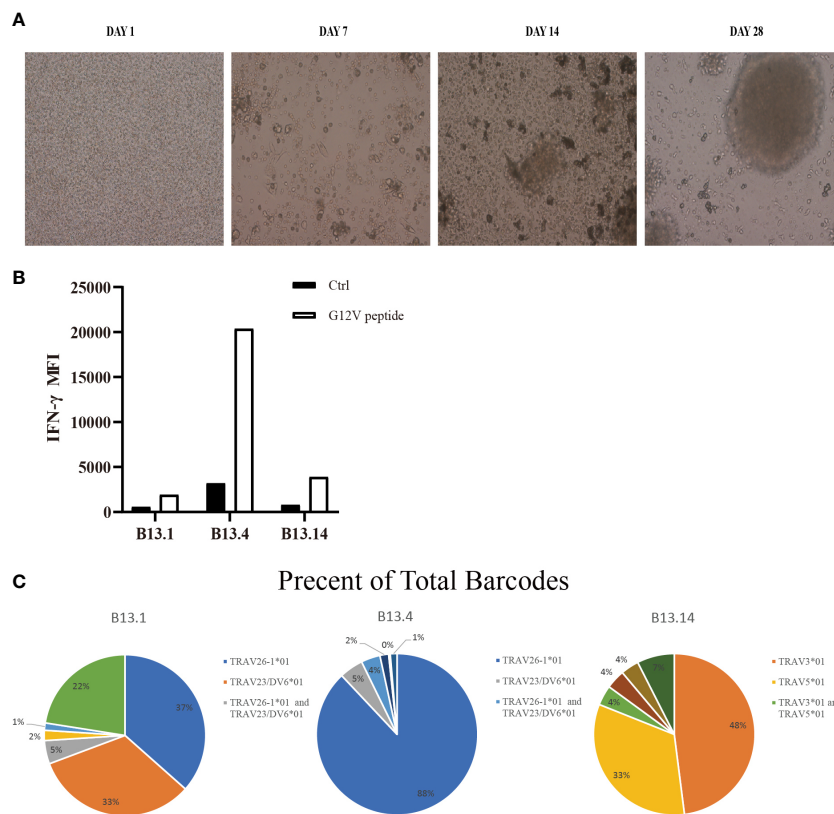 A
DAY 1
DAY 7
DAY 14
DAY 28
B
25000
20000
15000
10000
5000
0
IFN-γ MFI
Ctrl
G12V peptide
B13.1
B13.4
B13.14
C
Precent of Total Barcodes
B13.1
37%
33%
5%
2%
1%
22%
TRAV26-1*01
TRAV23/DV6*01
TRAV26-1*01 and
TRAV23/DV6*01
B13.4
88%
5%
4%
2%
0%
1%
TRAV26-1*01
TRAV23/DV6*01
TRAV26-1*01 and
TRAV23/DV6*01
B13.14
48%
33%
4%
4%
4%
7%
TRAV3*01
TRAV5*01
TRAV3*01 an
TRAV5*01